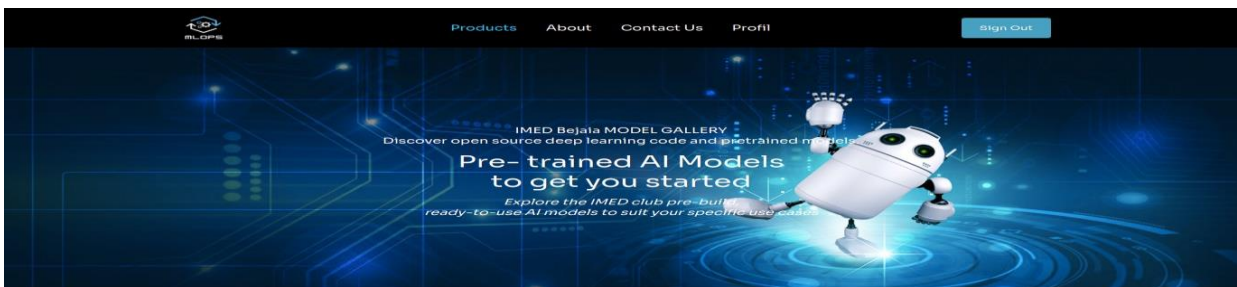 MLOPS
Products About Contact Us Profil
Sign Out
IMED Bejaia MODEL GALLERY
Discover open source deep learning code and pretrained models
Pre- trained AI Models
to get you started
Explore the IMED club pre-build,
ready-to-use AI models to suit your specific use cases